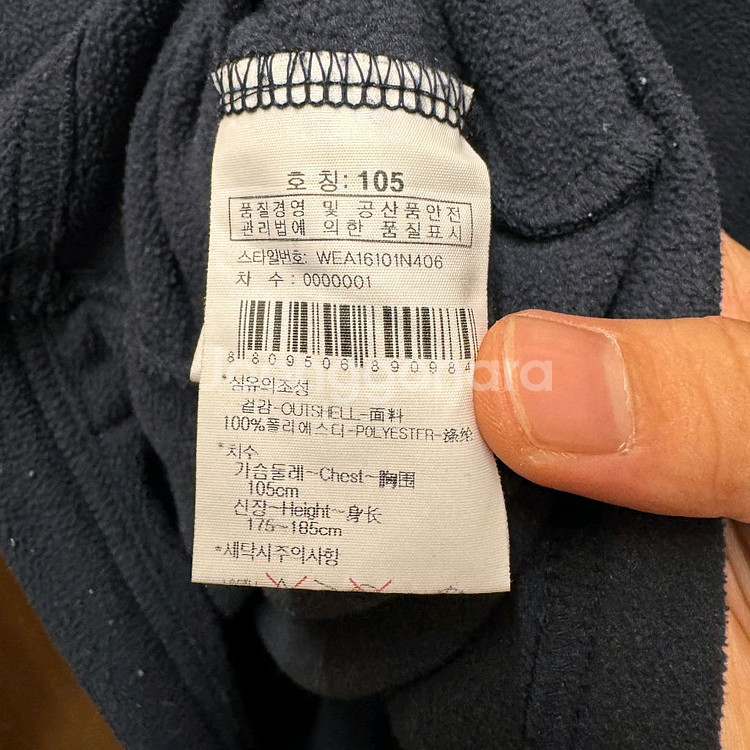 호 칭: 105
품질경영 및 공산품안전
관리법에 의한 품질표시
스타일번호: WEA16101N406
차 수: 0000001
8 809506 890984
*섬유의조성
겉감-OUTSHELL-面料
100%폴리에스터-POLYESTER-涤纶
*치수
가슴둘레~Chest~胸围
105cm
신장~Height~身长
175~185cm
*세탁시주의사항